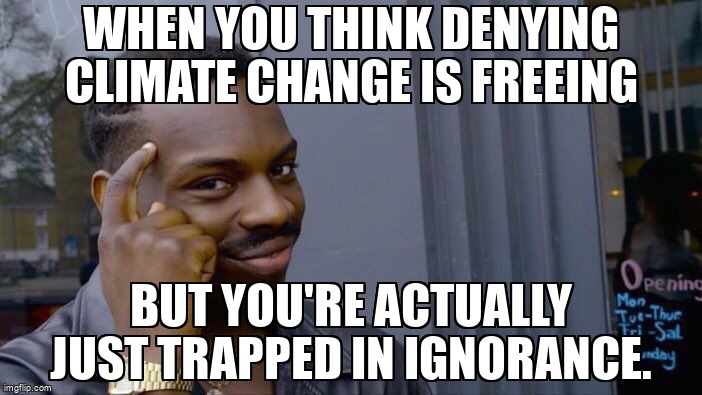 WHEN YOU THINK DENYING
CLIMATE CHANGE IS FREEING
Opening
Mon
Tue-Thur
Fri-Sat
BUT YOU'RE ACTUALLY
JUST TRAPPED IN IGNORANCE.
imgflip.com